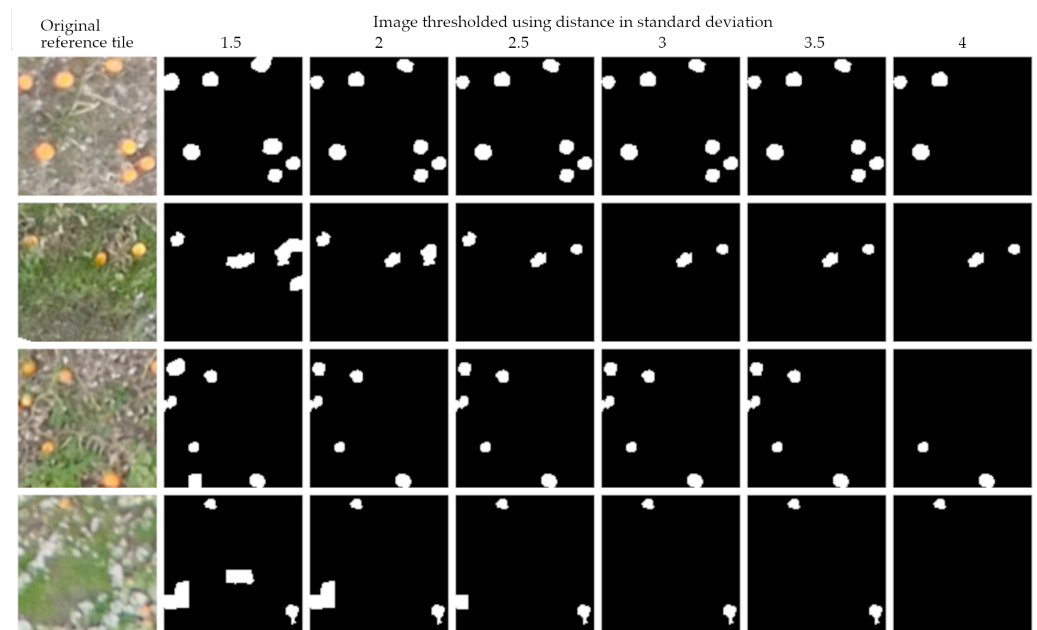 Original
reference tile
Image thresholded using distance in standard deviation
1.5 2 2.5 3 3.5 4